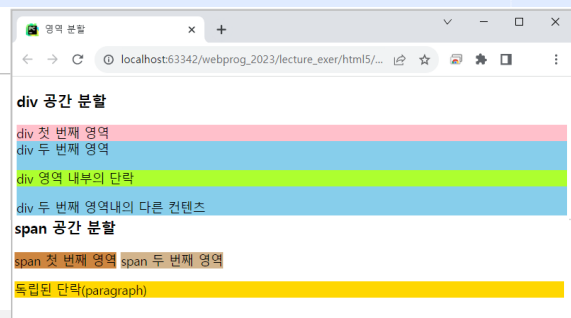 영역 분할
localhost:63342/webprog_2023/lecture_exer/html5/...
div 공간 분할
div 첫 번째 영역
div 두 번째 영역
div 영역 내부의 단락
div 두 번째 영역내의 다른 컨텐츠
span 공간 분할
span 첫 번째 영역 span 두 번째 영역
독립된 단락(paragraph)